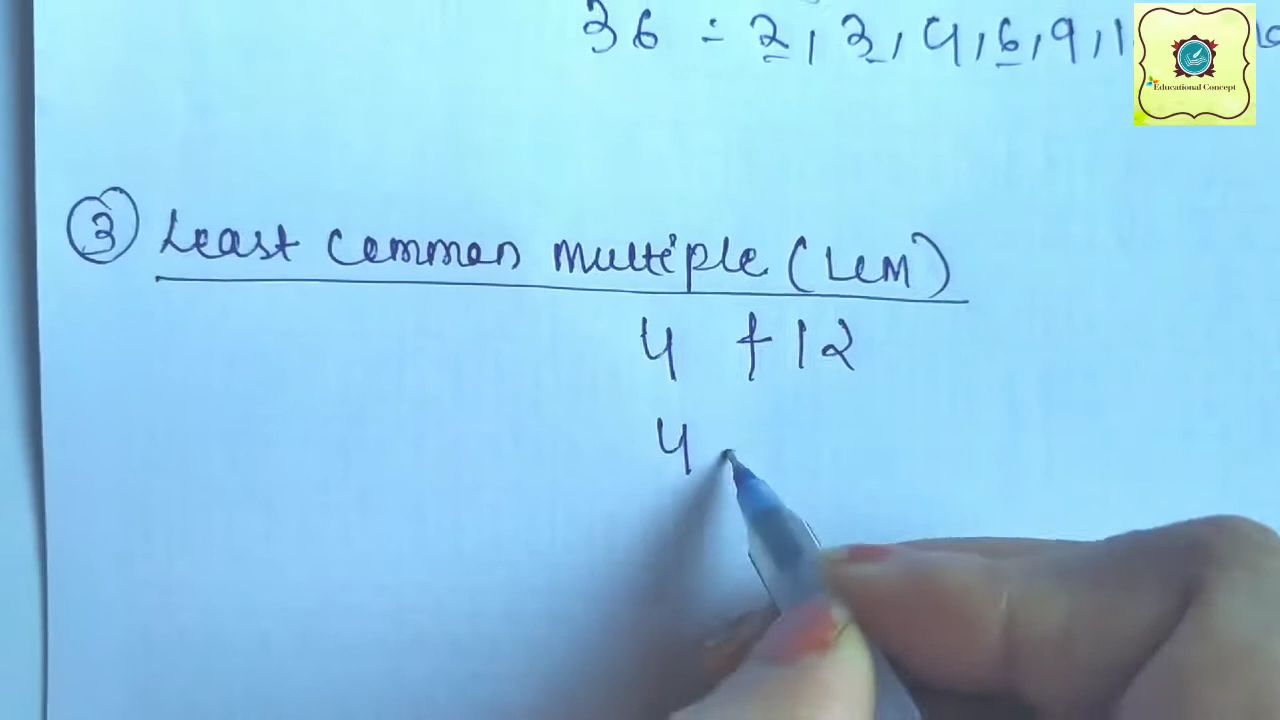 36 ÷ 2, 3, 4, 6, 9, 1
Educational Concept
3 Least common multiple (LCM)
4 + 12
4